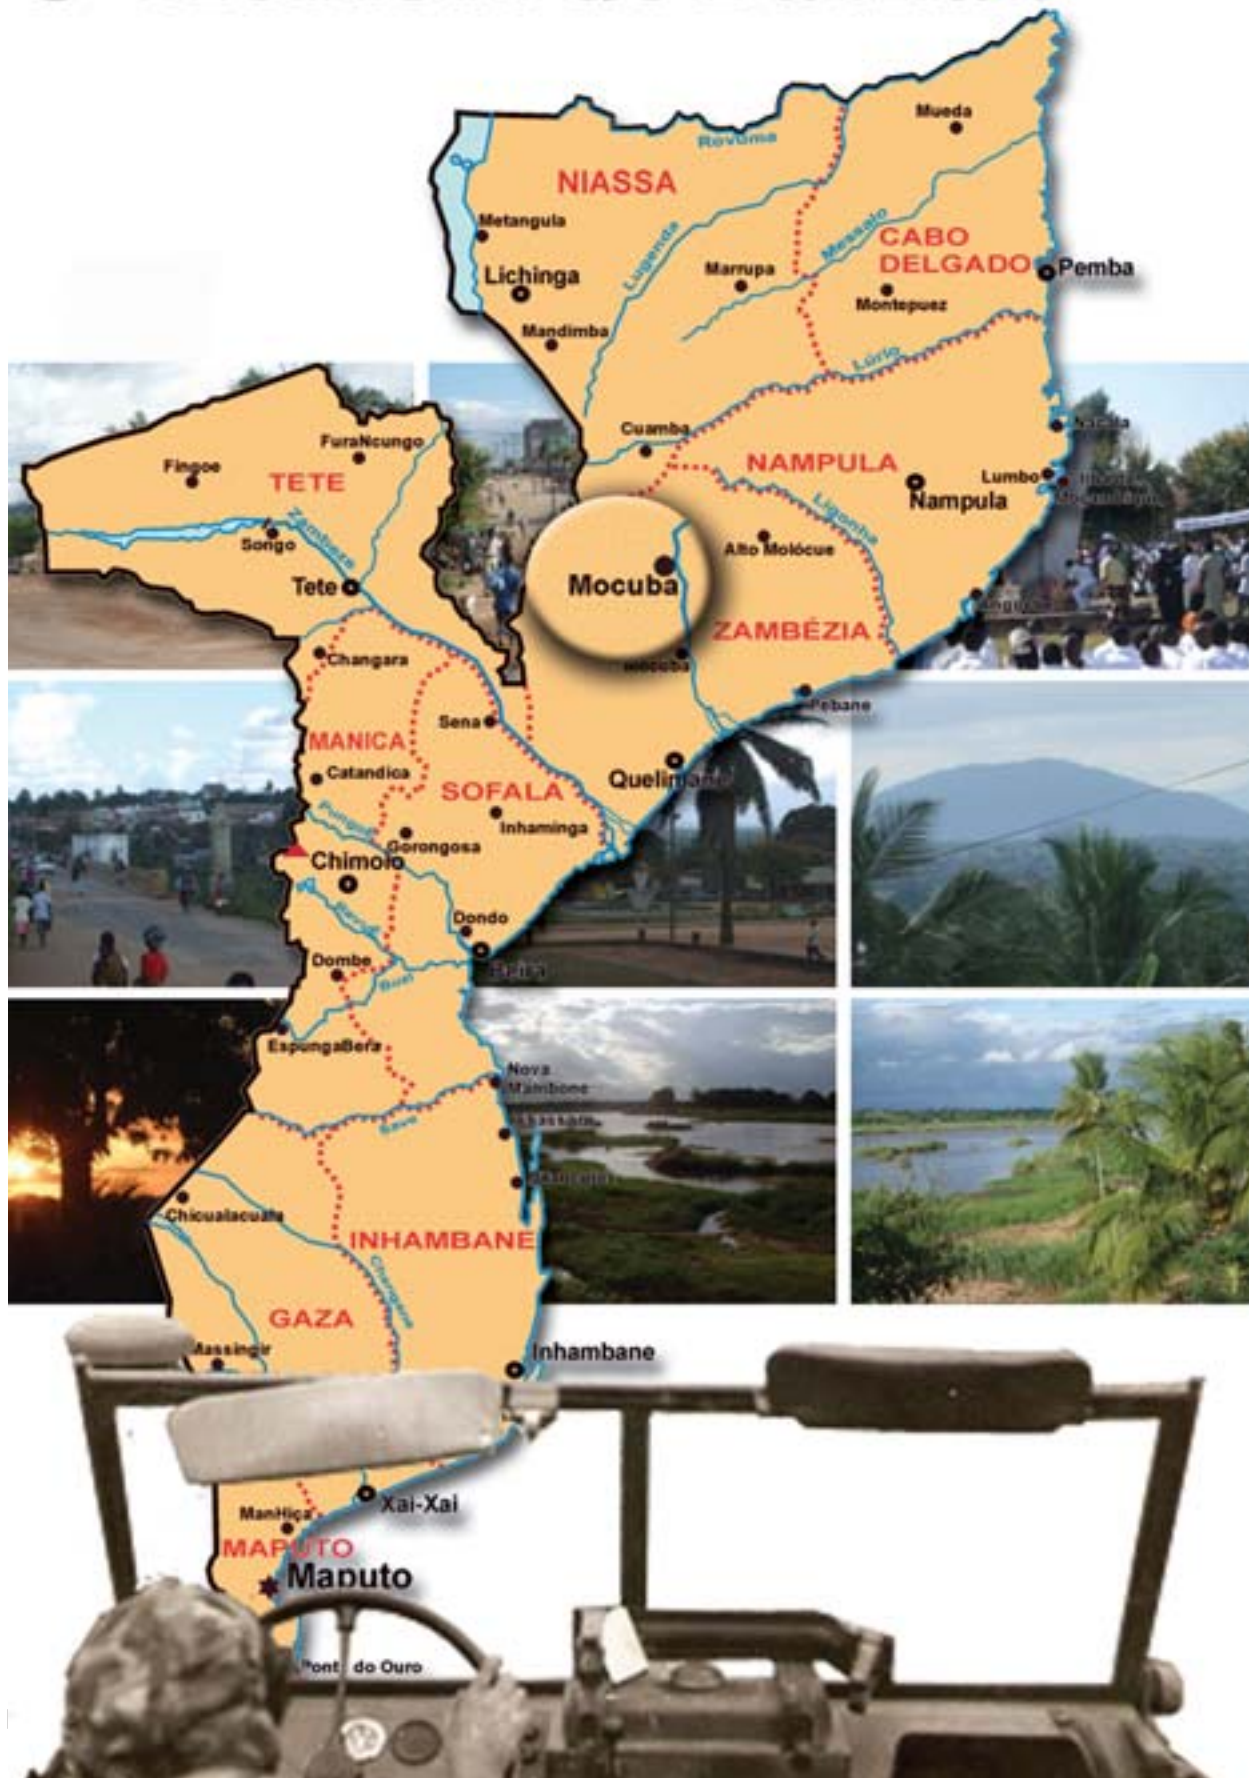 Mueda
Rovuma
NIASSA
Metangula
Messalo
CABO
DELGADO
Lugenda
Marrupa
Pemba
Lichinga
Montepuez
Mandimba
Lúrio
Cuamba
FuraNcungo
Fingoe
TETE
NAMPULA
Lumbo
Nampula
Ligonha
Zambeze
Songo
Alto Molócue
Tete
Mocuba
ZAMBÉZIA
Changara
Mocuba
Pebane
Sena
MANICA
Catandica
Quelimane
SOFALA
Inhaminga
Gorongosa
Chimoio
Dondo
Dombe
Beira
Buzi
EspungaBera
Nova
Mambone
Save
Chicualacuala
INHAMBANE
Changane
GAZA
Massingir
Inhambane
Xai-Xai
ManHiça
MAPUTO
Maputo
Ponta do Ouro